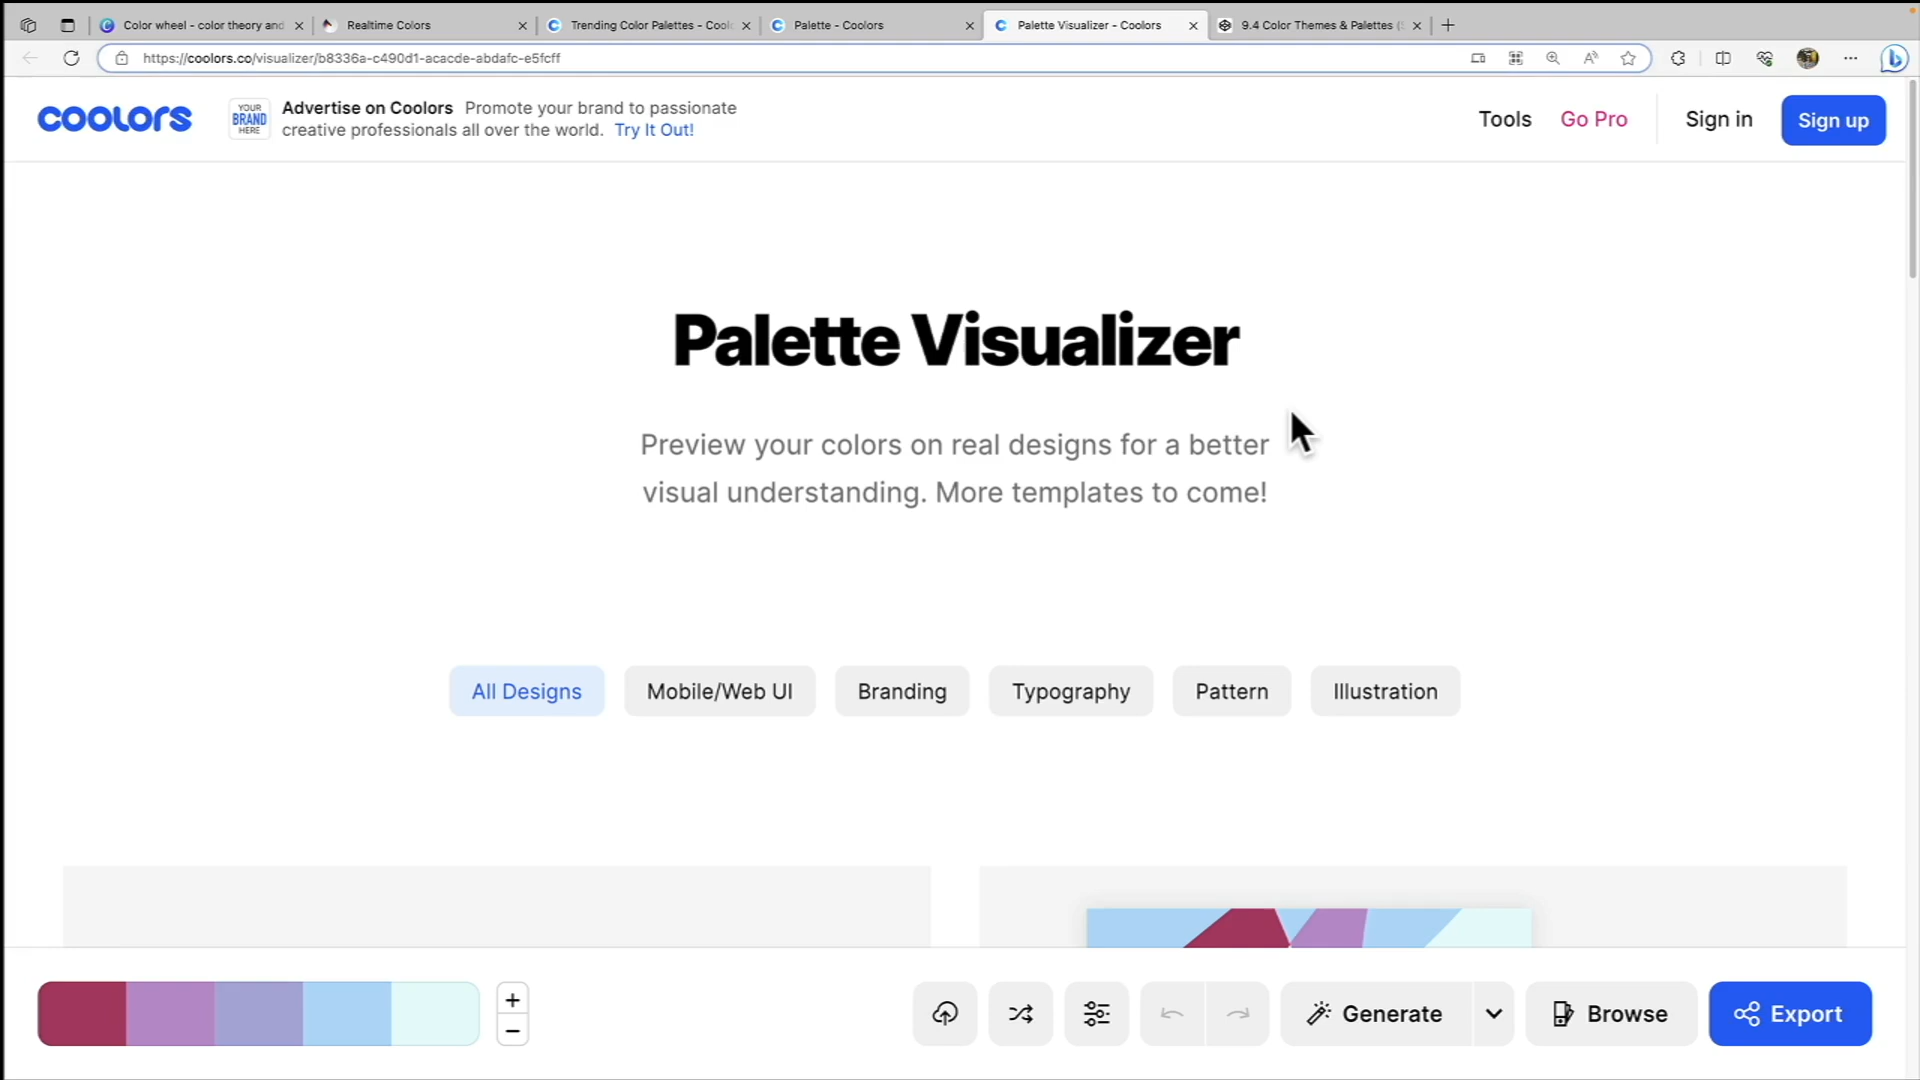 Color wheel - color theory and
Realtime Colors
Trending Color Palettes - Cool
Palette - Coolors
Palette Visualizer - Coolors
9.4 Color Themes & Palettes (
https://coolors.co/visualizer/b8336a-c490d1-acacde-abdafc-e5fcff
coolors
YOUR
BRAND
HERE
Advertise on Coolors Promote your brand to passionate
creative professionals all over the world. Try It Out!
Tools
Go Pro
Sign in
Sign up
Palette Visualizer
Preview your colors on real designs for a better
visual understanding. More templates to come!
All Designs
Mobile/Web UI
Branding
Typography
Pattern
Illustration
Generate
Browse
Export